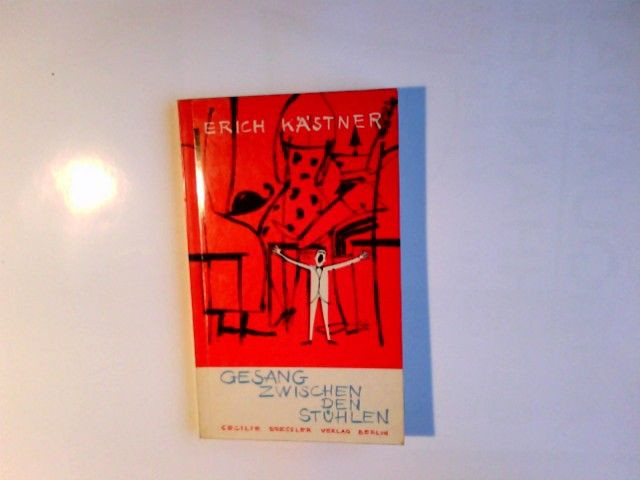 ERICH KÄSTNER
GESANG
ZWISCHEN
DEN
STÜHLEN
CECILIE DRESSLER VERLAG BERLIN